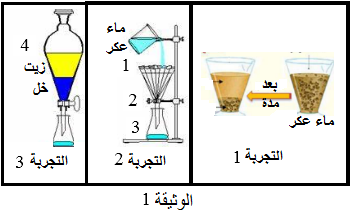 ماء
عكر
1
2
3
التجربة 2
4
زيت
خل
التجربة 3
بعد
مدة
ماء عكر
التجربة 1
الوثيقة 1